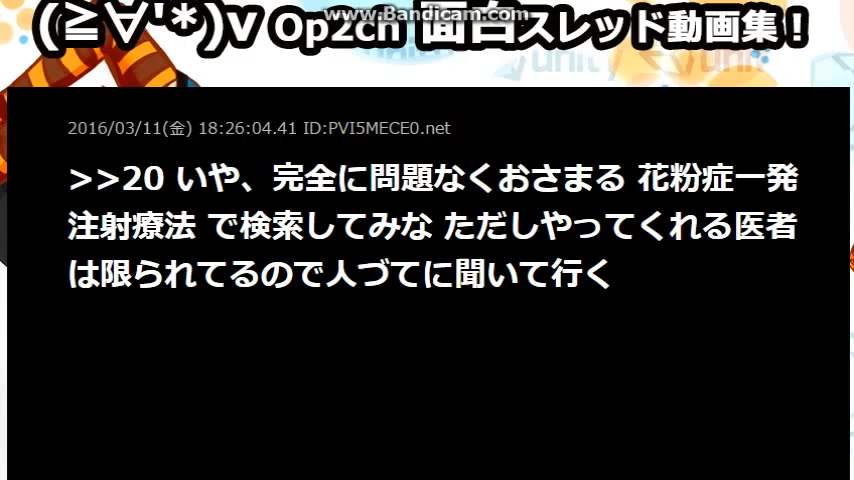 www.Bandicam.com
(≧∀'*)v Op2ch 面白スレッド動画集！
unity
unit
2016/03/11(金) 18:26:04.41 ID:PVI5MECE0.net
>>20 いや、完全に問題なくおさまる 花粉症一発
注射療法 で検索してみな ただしやってくれる医者
は限られてるので人づてに聞いて行く